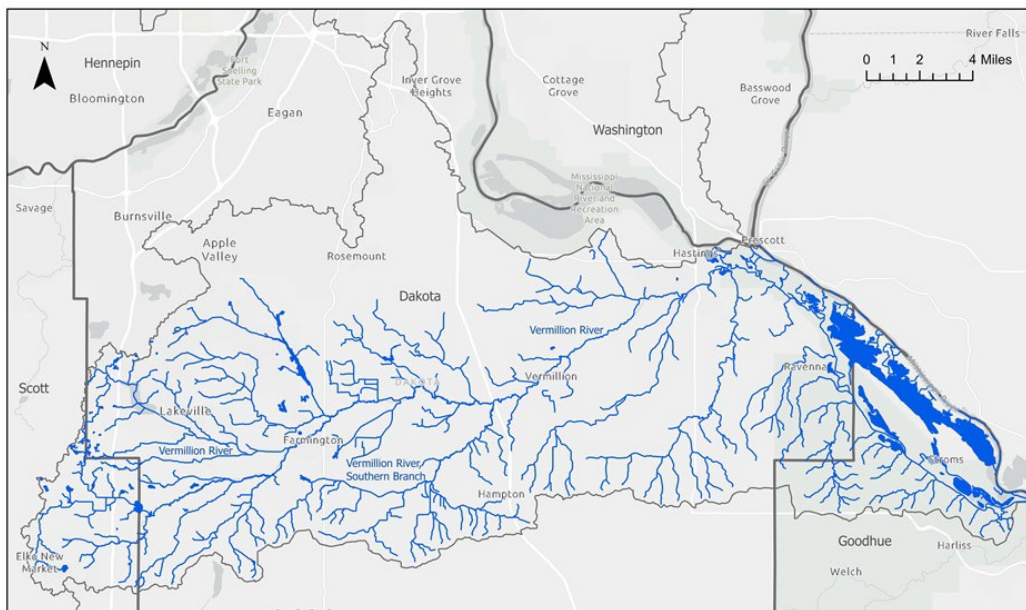 River Falls
N
Hennepin
Fort
Snelling
State Park
0 1 2 4 Miles
Bloomington
Inver Grove
Heights
Cottage
Grove
Basswood
Grove
Eagan
Washington
Mississippi
National
River and
Recreation
Area
Savage
Burnsville
Apple
Valley
Rosemount
Hastings
Prescott
Dakota
Vermillion River
Vermillion
Ravenna
DAKOTA
Scott
Lakeville
Farmington
Vermillion River
Vermillion River,
Southern Branch
Hampton
Etroms
Elko New
Market
Goodhue
Harliss
Welch